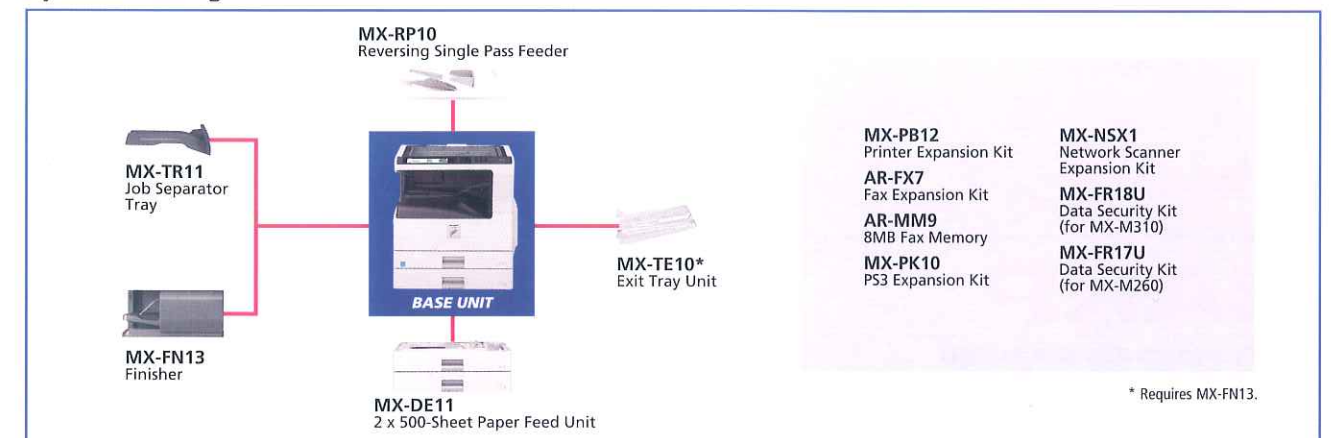 MX-RP10
Reversing Single Pass Feeder
MX-TR11
Job Separator
Tray
BASE UNIT
MX-TE10*
Exit Tray Unit
MX-FN13
Finisher
MX-DE11
2 x 500-Sheet Paper Feed Unit
MX-PB12
Printer Expansion Kit
AR-FX7
Fax Expansion Kit
AR-MM9
8MB Fax Memory
MX-PK10
PS3 Expansion Kit
MX-NSX1
Network Scanner
Expansion Kit
MX-FR18U
Data Security Kit
(for MX-M310)
MX-FR17U
Data Security Kit
(for MX-M260)
* Requires MX-FN13.